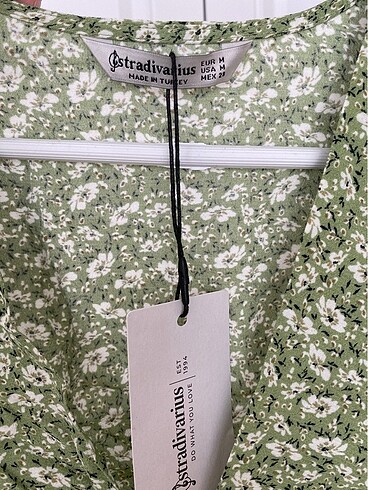 stradivarius
MADE IN TURKEY
EUR M
USA M
MEX 28
stradivarius
EST
1994
DO WHAT YOU LOVE